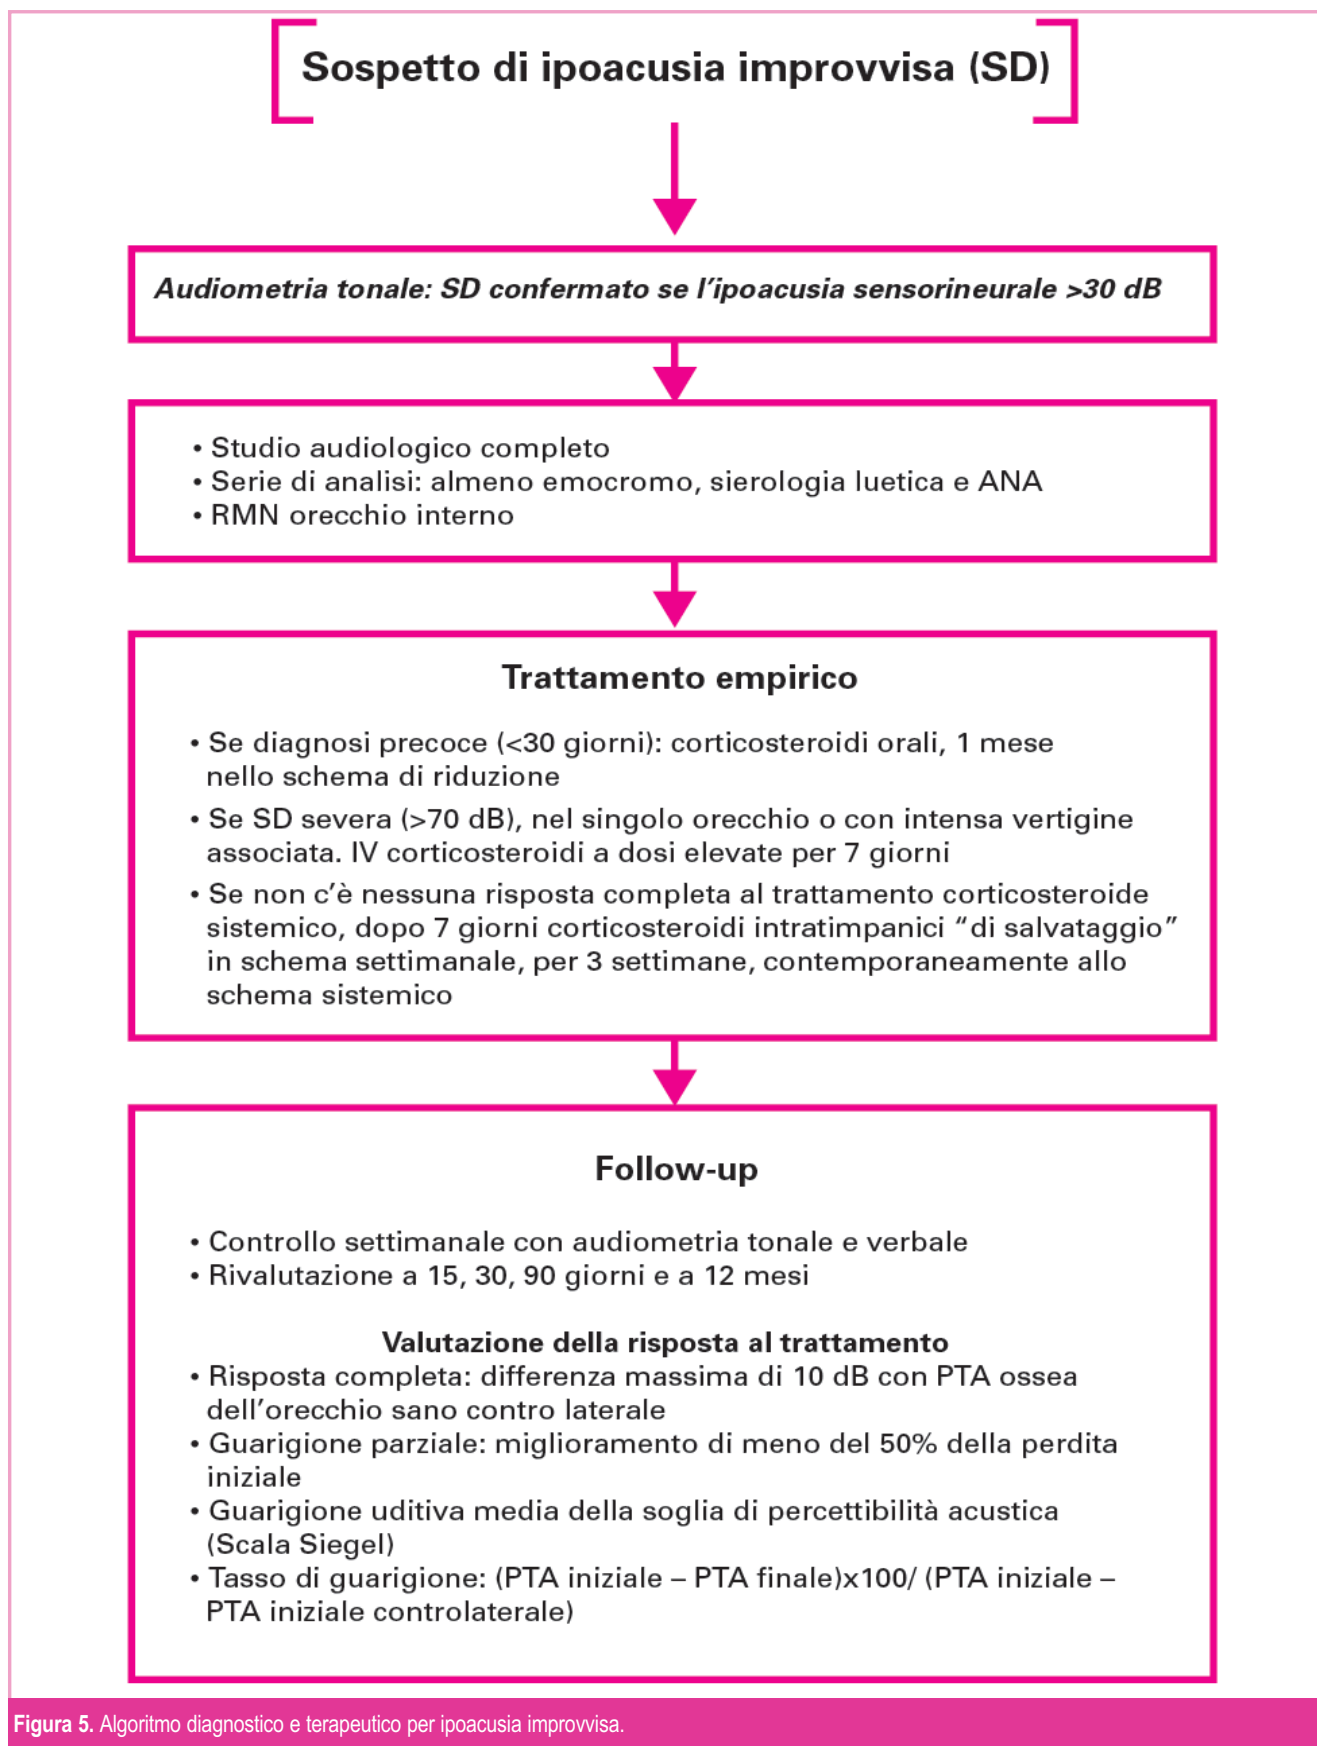 Sospetto di ipoacusia improvvisa (SD)
Audiometria tonale: SD confermato se l’ipoacusia sensorineurale >30 dB
• Studio audiologico completo
• Serie di analisi: almeno emocromo, sierologia luetica e ANA
• RMN orecchio interno
Trattamento empirico
• Se diagnosi precoce (<30 giorni): corticosteroidi orali, 1 mese
nello schema di riduzione
• Se SD severa (>70 dB), nel singolo orecchio o con intensa vertigine
associata. IV corticosteroidi a dosi elevate per 7 giorni
• Se non c’è nessuna risposta completa al trattamento corticosteroide
sistemico, dopo 7 giorni corticosteroidi intratimpanici “di salvataggio”
in schema settimanale, per 3 settimane, contemporaneamente allo
schema sistemico
Follow-up
• Controllo settimanale con audiometria tonale e verbale
• Rivalutazione a 15, 30, 90 giorni e a 12 mesi
Valutazione della risposta al trattamento
• Risposta completa: differenza massima di 10 dB con PTA ossea
dell’orecchio sano contro laterale
• Guarigione parziale: miglioramento di meno del 50% della perdita
iniziale
• Guarigione uditiva media della soglia di percettibilità acustica
(Scala Siegel)
• Tasso di guarigione: (PTA iniziale – PTA finale)x100/ (PTA iniziale –
PTA iniziale controlaterale)
Figura 5. Algoritmo diagnostico e terapeutico per ipoacusia improvvisa.